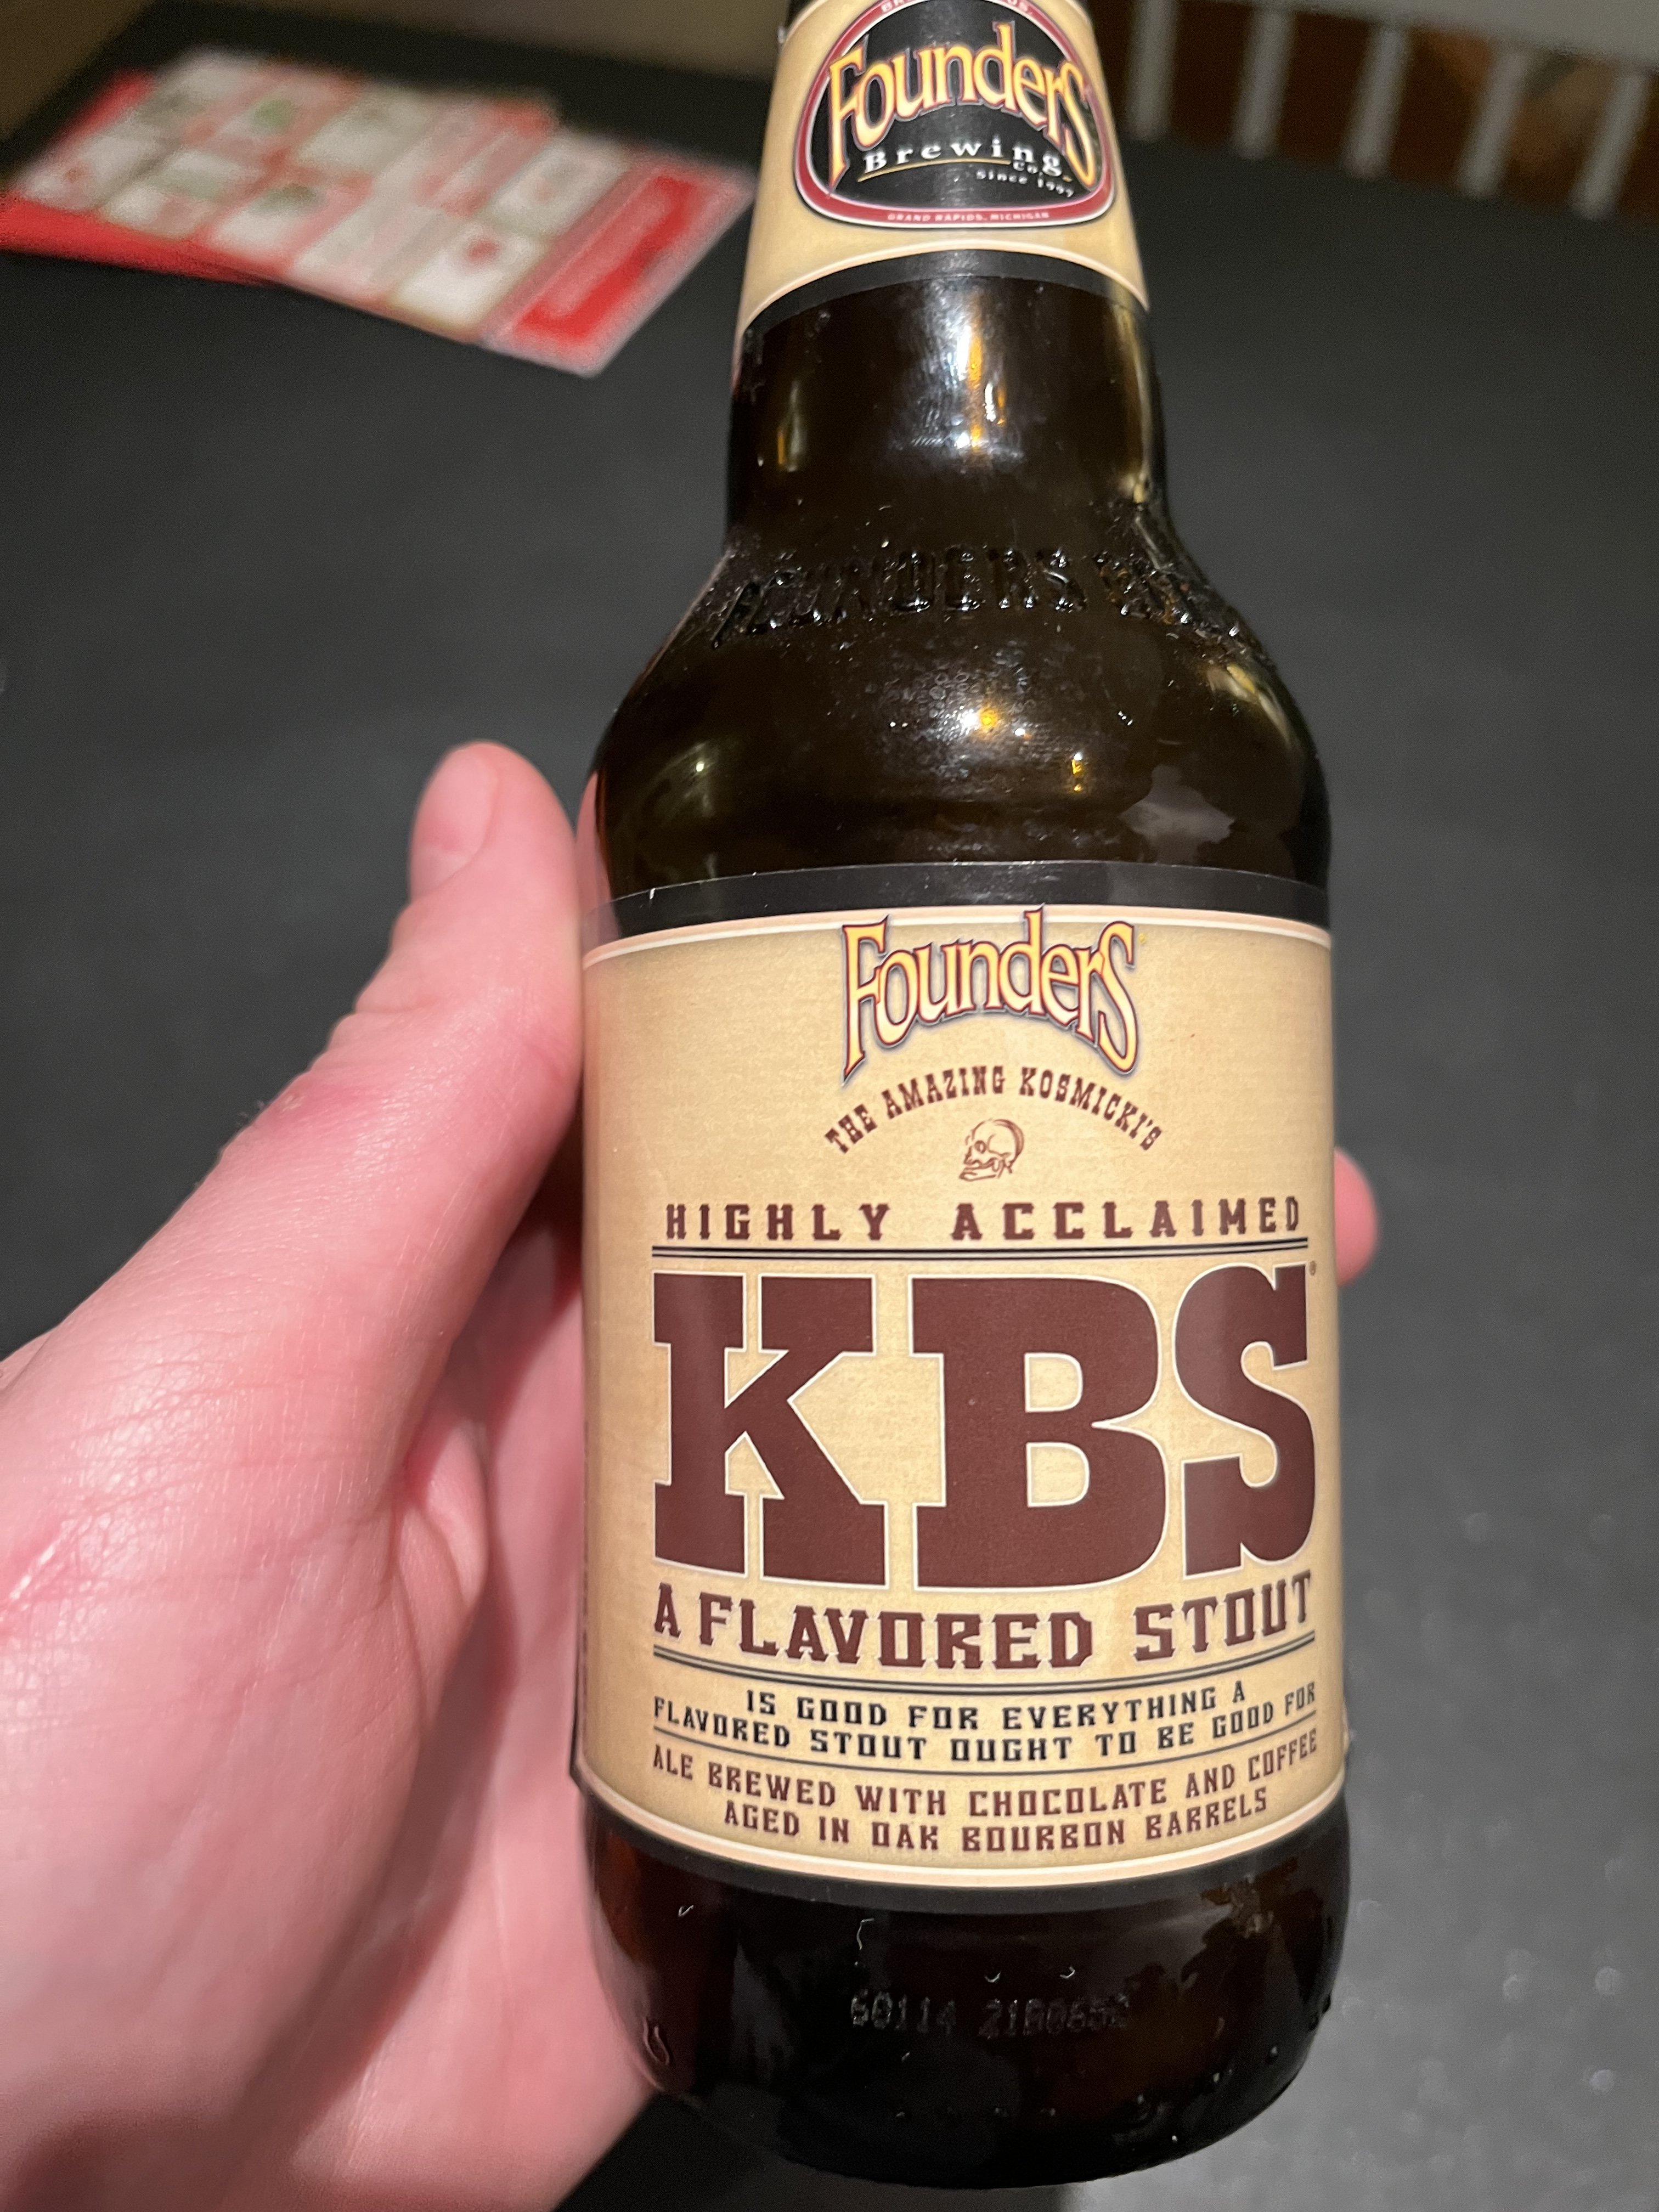 Founders
Brewing
Co.
Since 1997
GRAND RAPIDS, MICHIGAN
FOUNDERS
Founders
THE AMAZING KOSMICKI'S
HIGHLY ACCLAIMED
KBS®
A FLAVORED STOUT
IS GOOD FOR EVERYTHING A
FLAVORED STOUT OUGHT TO BE GOOD FOR
ALE BREWED WITH CHOCOLATE AND COFFEE
AGED IN OAK BOURBON BARRELS